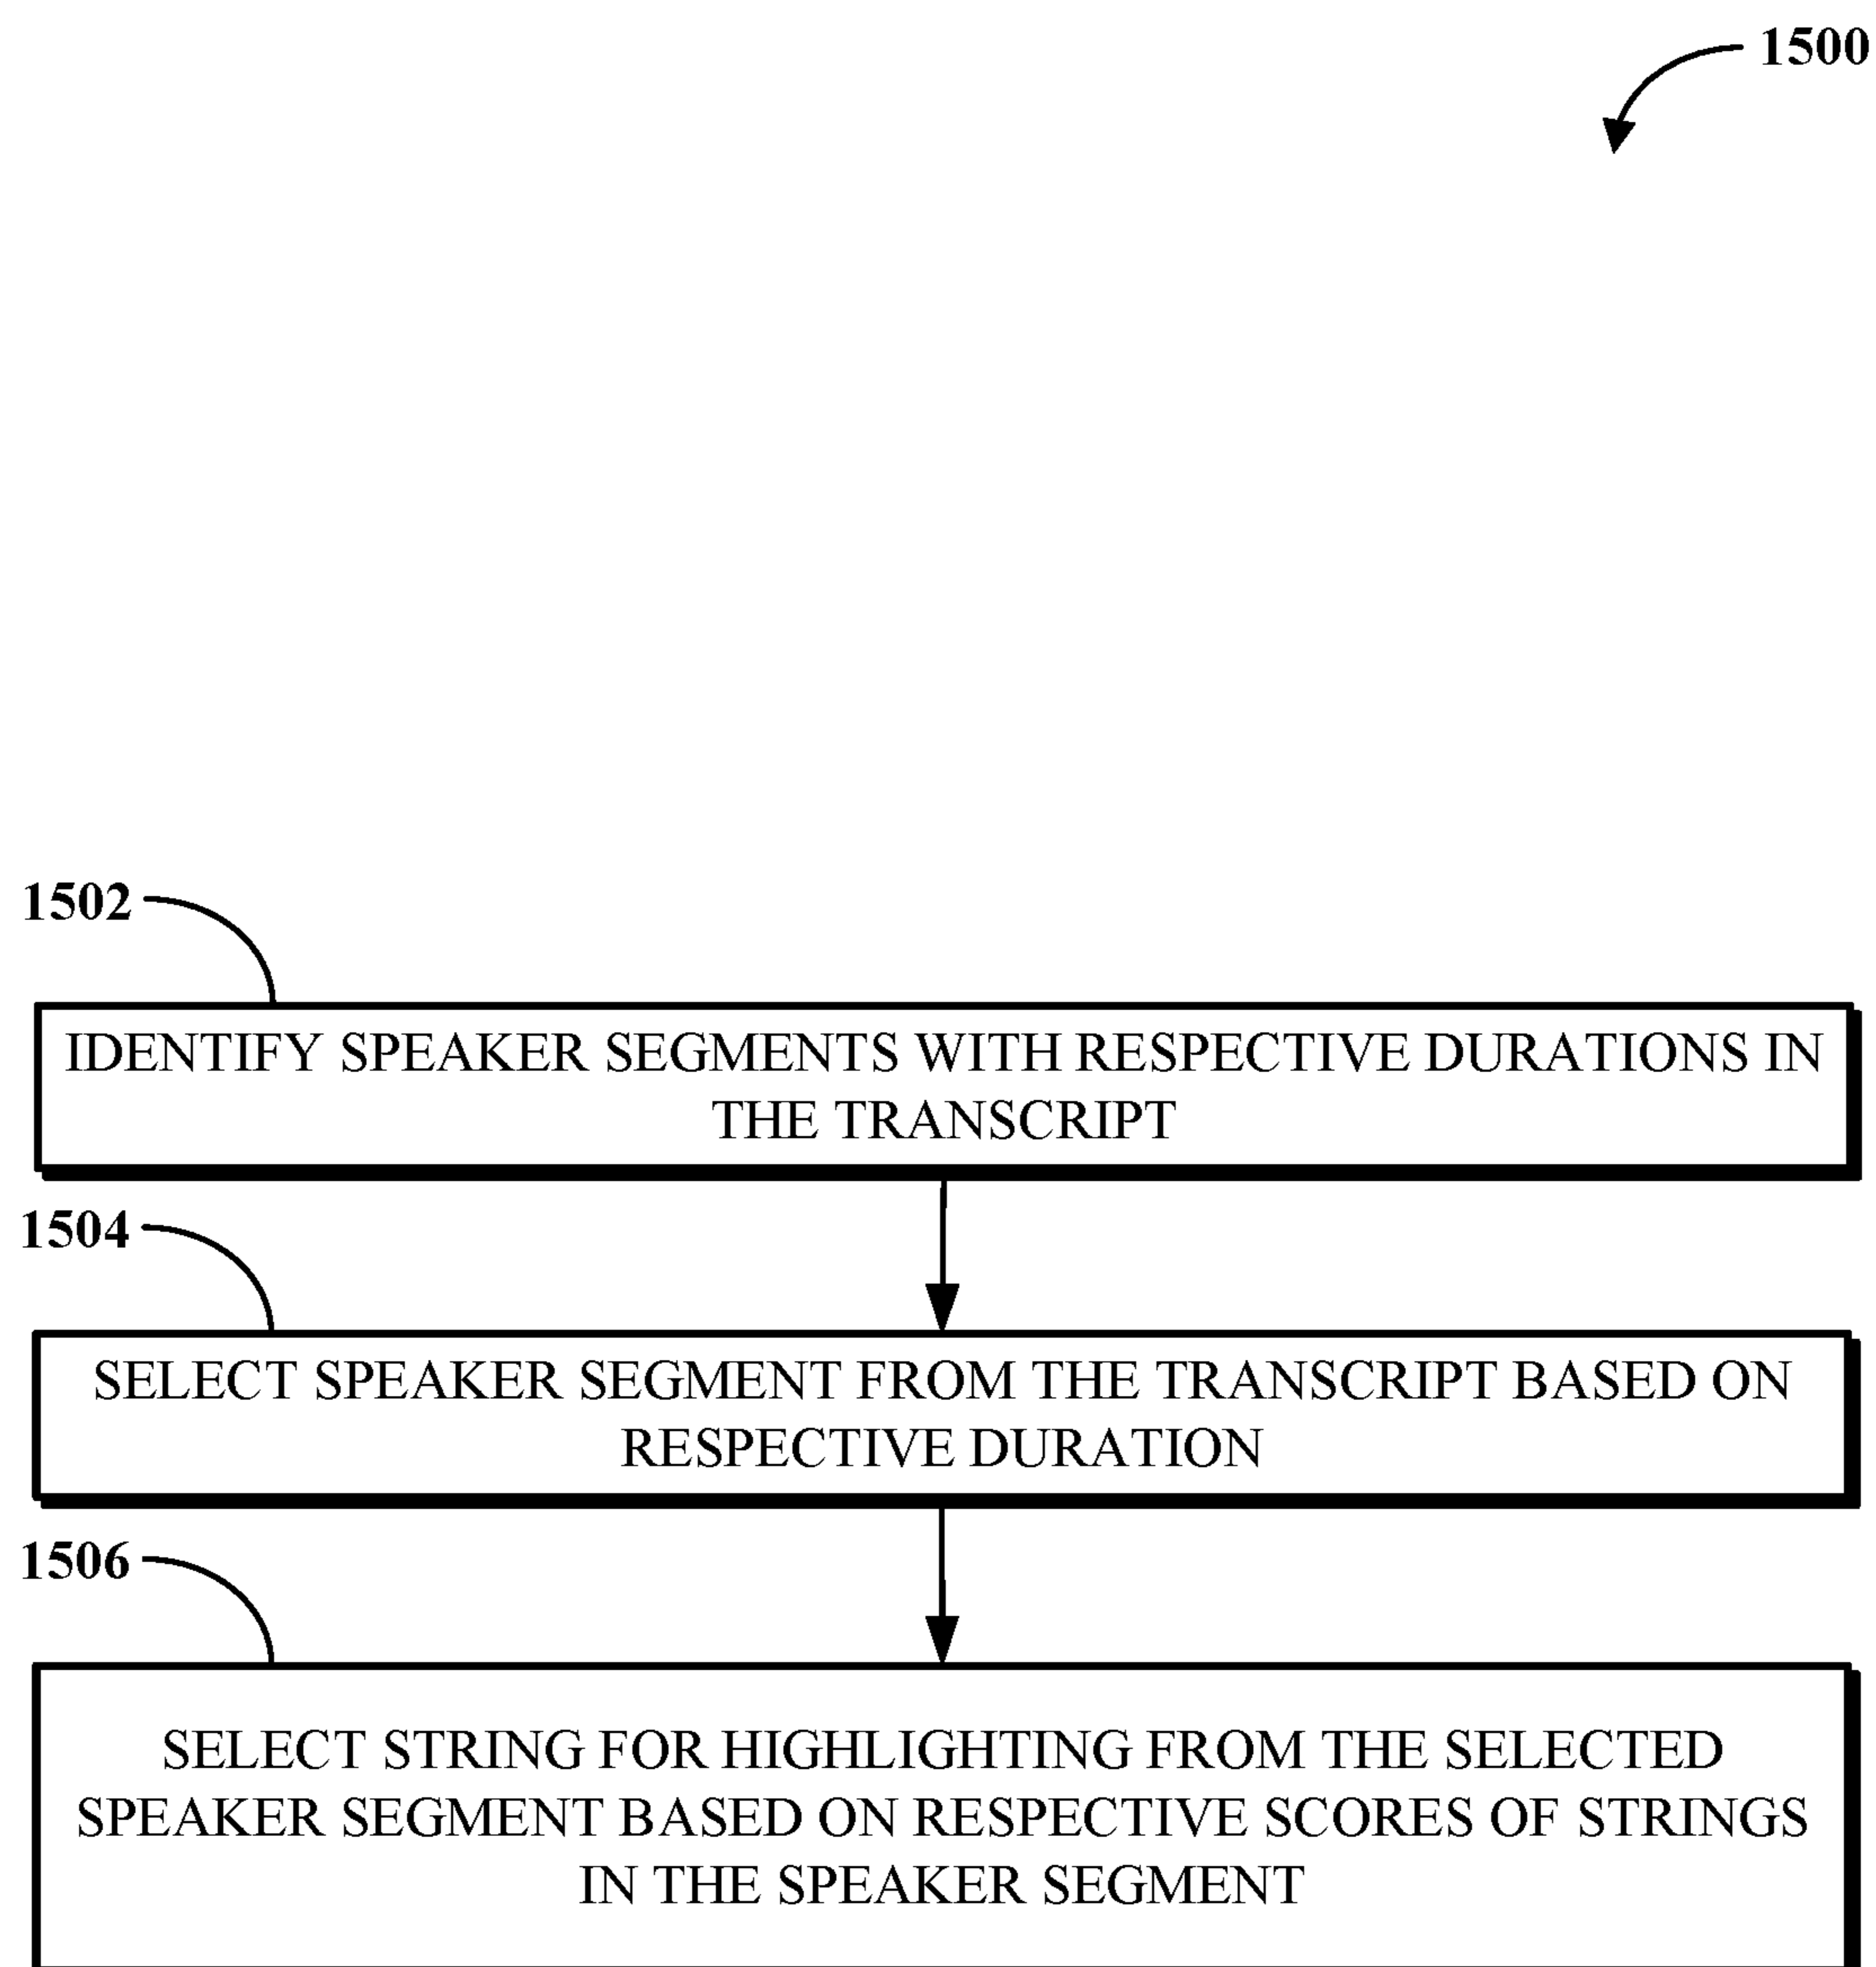 1500
1502
IDENTIFY SPEAKER SEGMENTS WITH RESPECTIVE DURATIONS IN
THE TRANSCRIPT
1504
SELECT SPEAKER SEGMENT FROM THE TRANSCRIPT BASED ON
RESPECTIVE DURATION
1506
SELECT STRING FOR HIGHLIGHTING FROM THE SELECTED
SPEAKER SEGMENT BASED ON RESPECTIVE SCORES OF STRINGS
IN THE SPEAKER SEGMENT